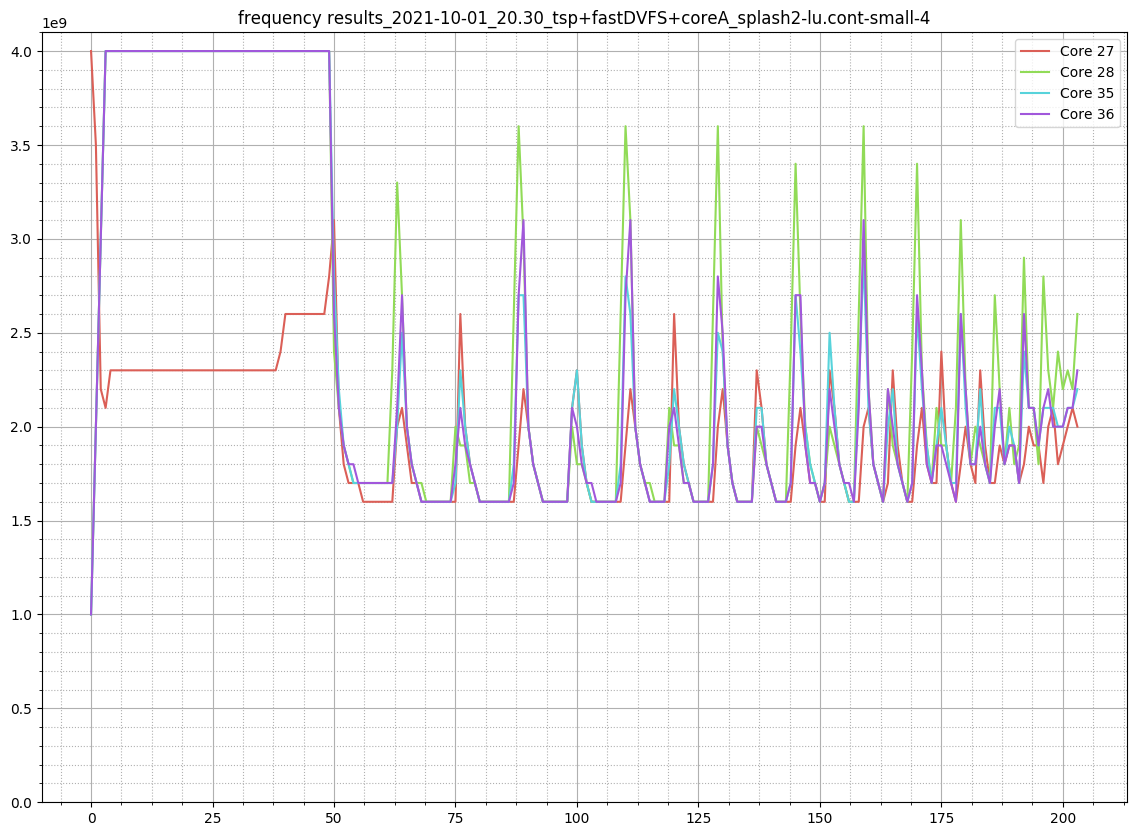 frequency results_2021-10-01_20.30_tsp+fastDVFS+coreA_splash2-lu.cont-small-4
1e9
4.0
3.5
3.0
2.5
2.0
1.5
1.0
0.5
0.0
0 25 50 75 100 125 150 175 200
Core 27
Core 28
Core 35
Core 36